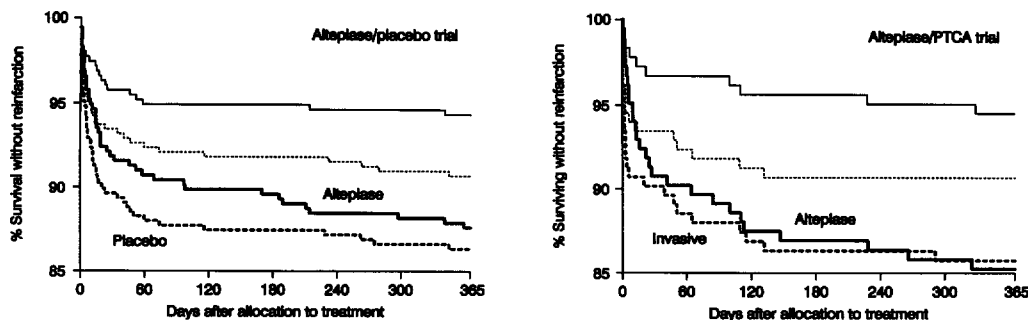 Alteplase/placebo trial
% Survival without reinfarction
100
95
90
85
Alteplase
Placebo
0 60 120 180 240 300 365
Days after allocation to treatment
Alteplase/PTCA trial
% Surviving without reinfarction
100
95
90
85
Alteplase
Invasive
0 60 120 180 240 300 365
Days after allocation to treatment